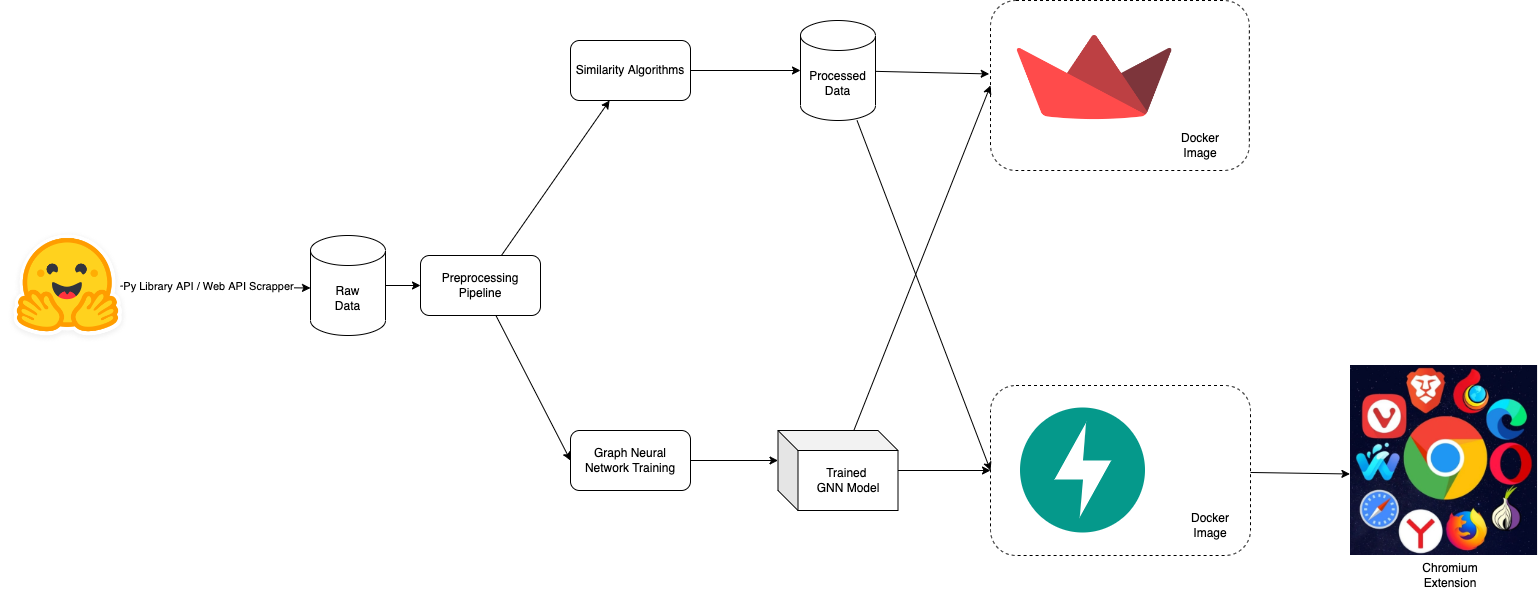 -Py Library API / Web API Scrapper
Raw
Data
Preprocessing
Pipeline
Similarity Algorithms
Processed
Data
Docker
Image
Graph Neural
Network Training
Trained
GNN Model
Docker
Image
Chromium
Extension